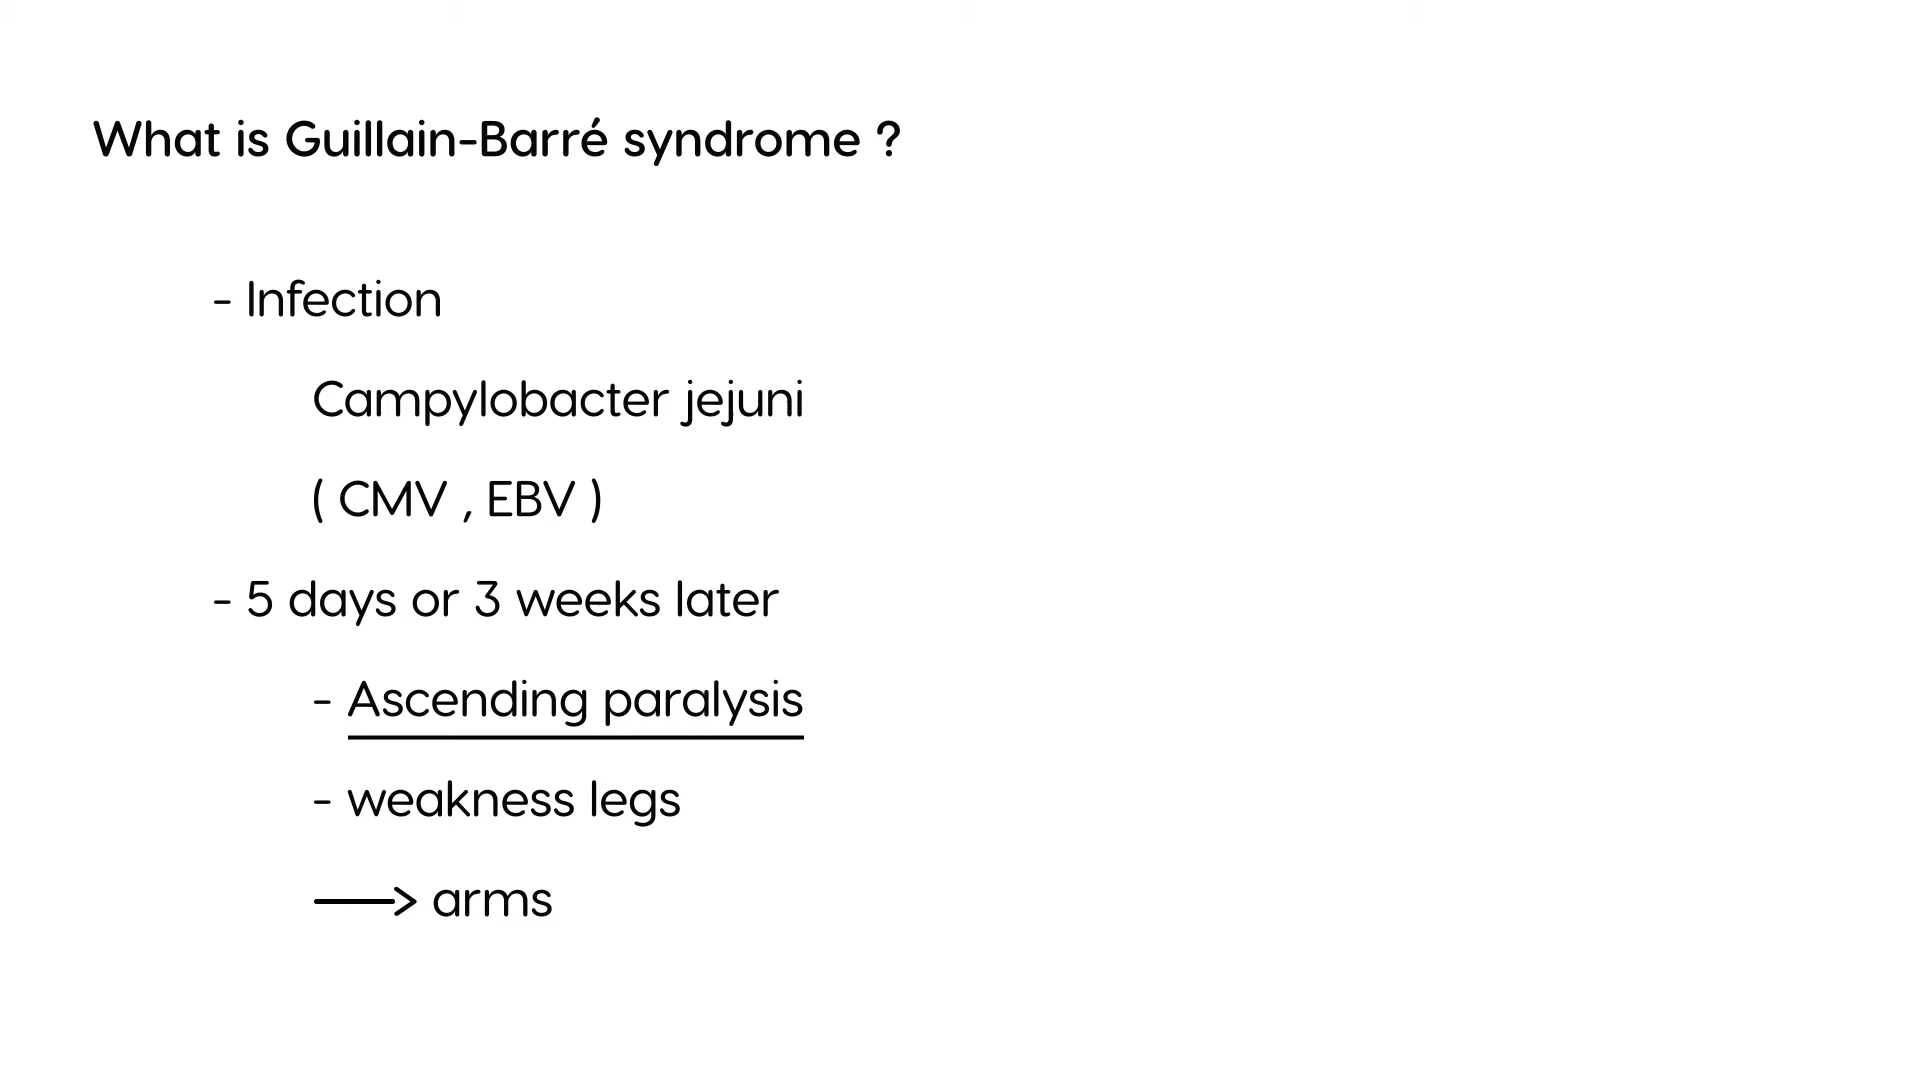 What is Guillain-Barré syndrome ?
- Infection
Campylobacter jejuni
( CMV , EBV )
- 5 days or 3 weeks later
- Ascending paralysis
- weakness legs
⟶ arms